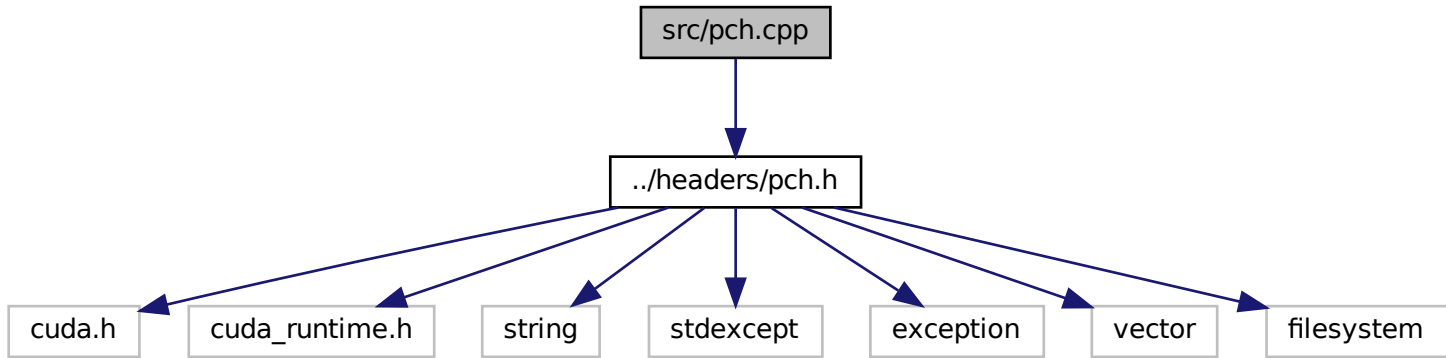 src/pch.cpp
../headers/pch.h
cuda.h
cuda_runtime.h
string
stdexcept
exception
vector
filesystem